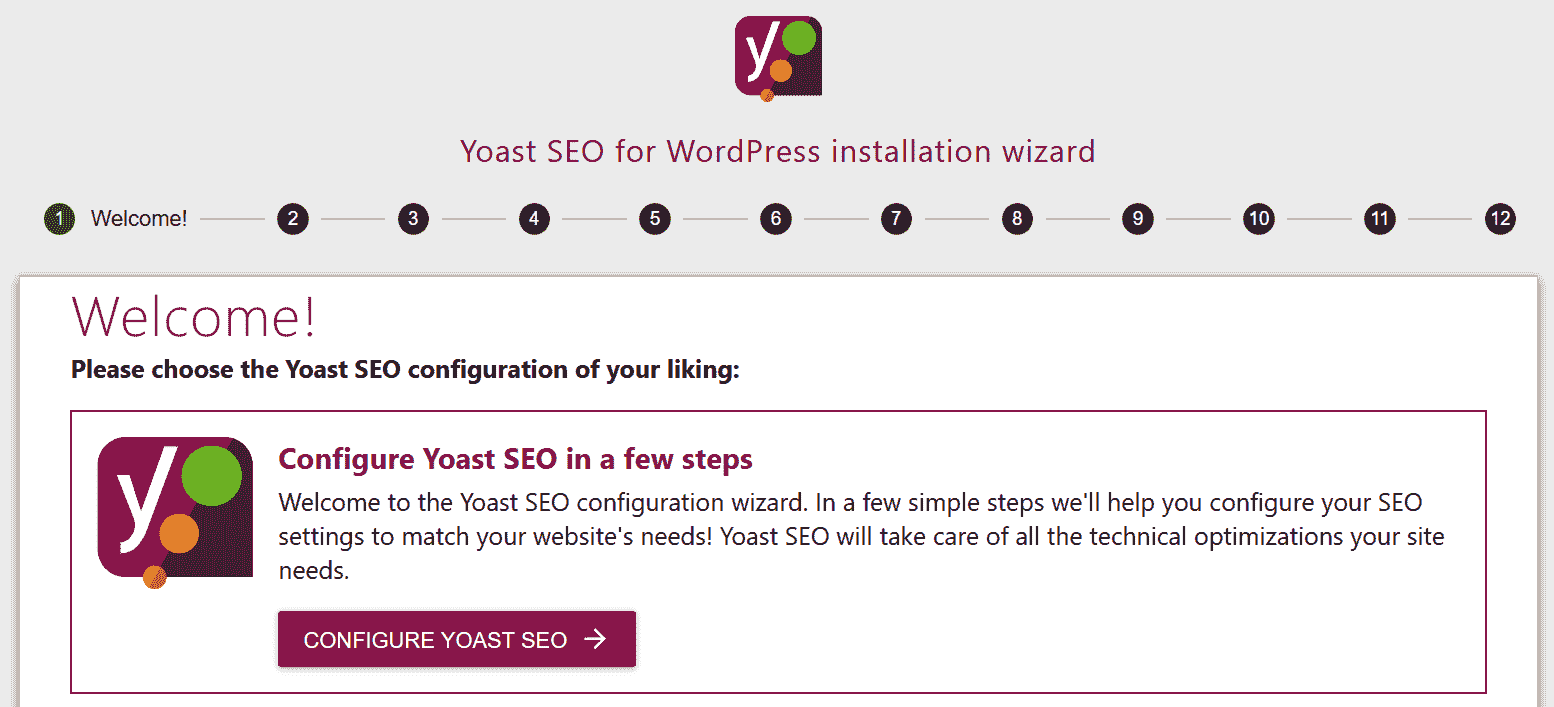 y
Yoast SEO for WordPress installation wizard
1 Welcome! 2 3 4 5 6 7 8 9 10 11 12
Welcome!
Please choose the Yoast SEO configuration of your liking:
y
Configure Yoast SEO in a few steps
Welcome to the Yoast SEO configuration wizard. In a few simple steps we'll help you configure your SEO
settings to match your website's needs! Yoast SEO will take care of all the technical optimizations your site
needs.
CONFIGURE YOAST SEO →